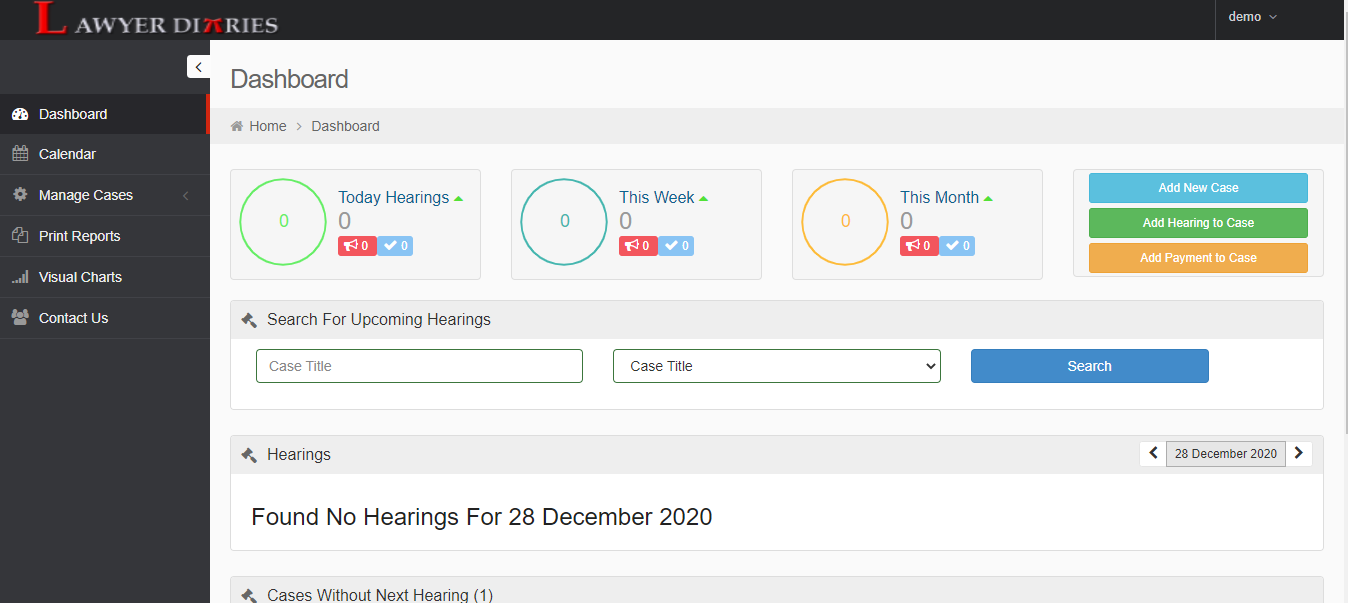 LAWYER DIARIES
demo
Dashboard
Calendar
Manage Cases
Print Reports
Visual Charts
Contact Us
Dashboard
Home > Dashboard
0
Today Hearings
0
0 0
0
This Week
0
0 0
0
This Month
0
0 0
Add New Case
Add Hearing to Case
Add Payment to Case
Search For Upcoming Hearings
Case Title
Case Title
Search
Hearings
28 December 2020
Found No Hearings For 28 December 2020
Cases Without Next Hearing (1)